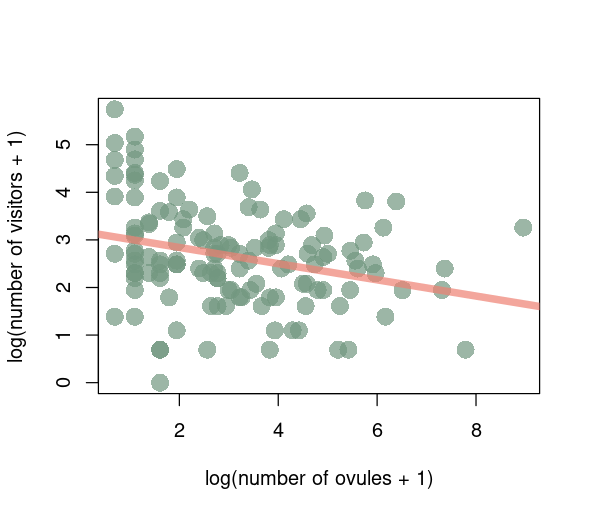 log(number of visitors + 1)
5
4
3
2
1
0
2 4 6 8
log(number of ovules + 1)